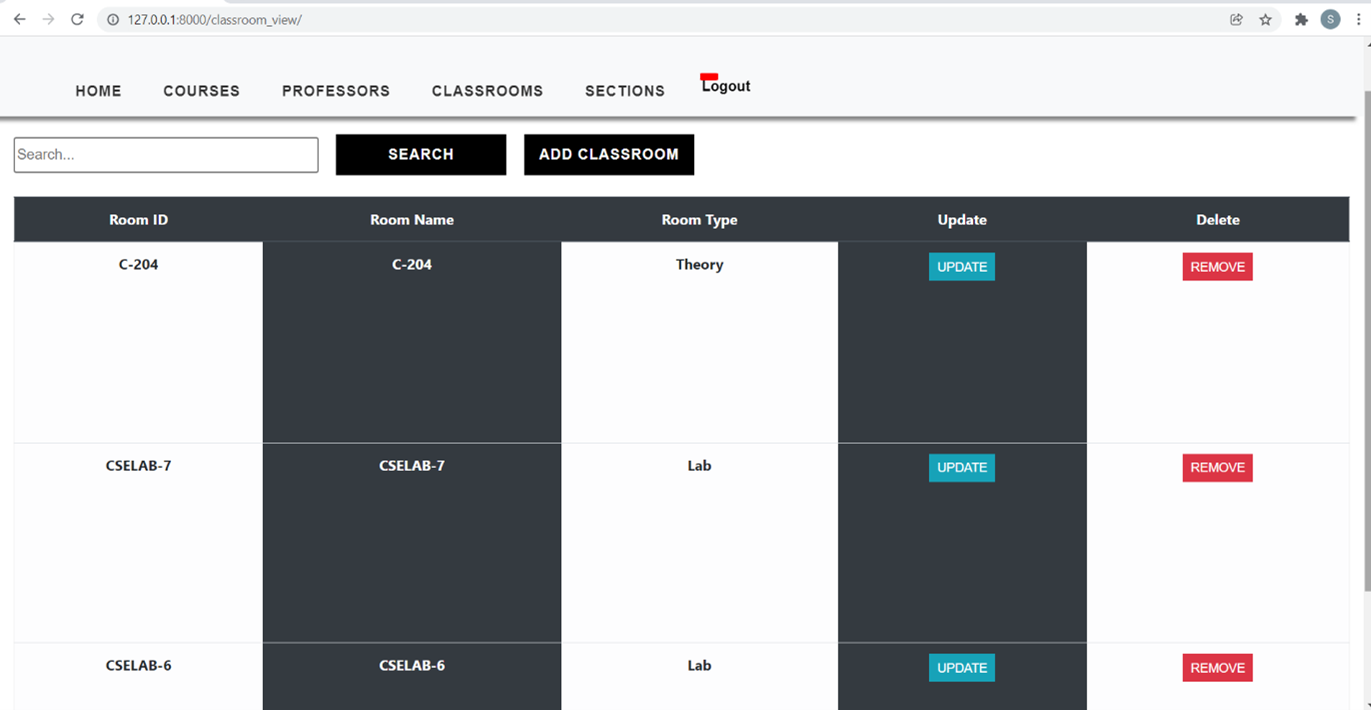 127.0.0.1:8000/classroom_view/
S
HOME COURSES PROFESSORS CLASSROOMS SECTIONS Logout
Search... SEARCH ADD CLASSROOM
Room ID Room Name Room Type Update Delete
C-204 C-204 Theory UPDATE REMOVE
CSELAB-7 CSELAB-7 Lab UPDATE REMOVE
CSELAB-6 CSELAB-6 Lab UPDATE REMOVE